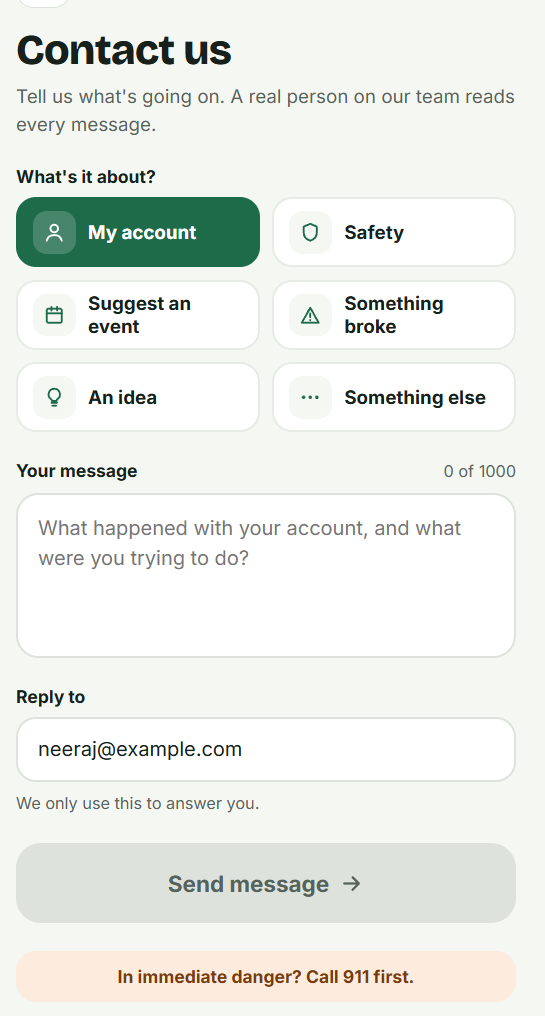 Contact us
Tell us what's going on. A real person on our team reads
every message.
What's it about?
My account
Safety
Suggest an
event
Something
broke
An idea
Something else
Your message
0 of 1000
What happened with your account, and what
were you trying to do?
Reply to
neeraj@example.com
We only use this to answer you.
Send message →
In immediate danger? Call 911 first.